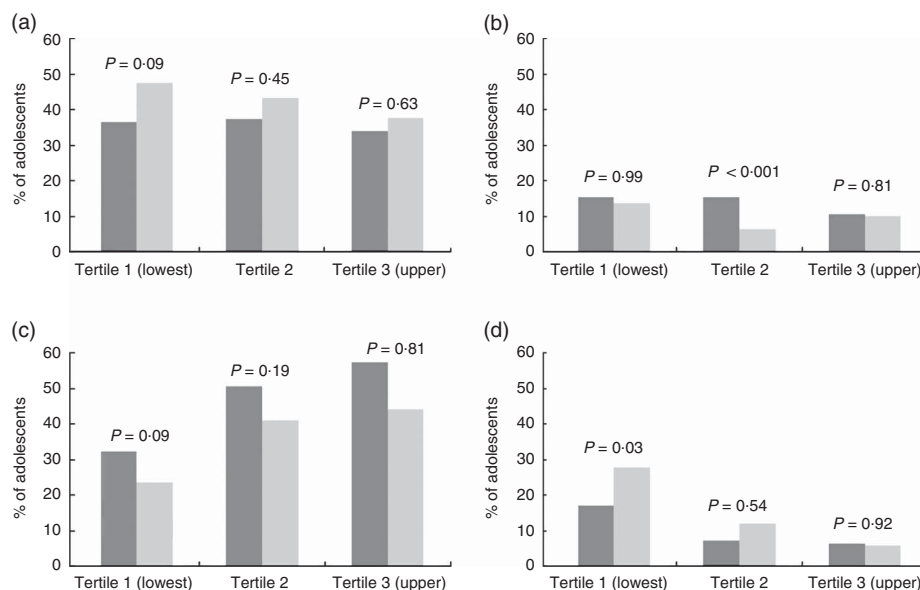 (a)
% of adolescents
60
50
40
30
20
10
0
P = 0·09
P = 0·45
P = 0·63
Tertile 1 (lowest) Tertile 2 Tertile 3 (upper)
(b)
% of adolescents
60
50
40
30
20
10
0
P = 0·99
P < 0·001
P = 0·81
Tertile 1 (lowest) Tertile 2 Tertile 3 (upper)
(c)
% of adolescents
60
50
40
30
20
10
0
P = 0·09
P = 0·19
P = 0·81
Tertile 1 (lowest) Tertile 2 Tertile 3 (upper)
(d)
% of adolescents
60
50
40
30
20
10
0
P = 0·03
P = 0·54
P = 0·92
Tertile 1 (lowest) Tertile 2 Tertile 3 (upper)